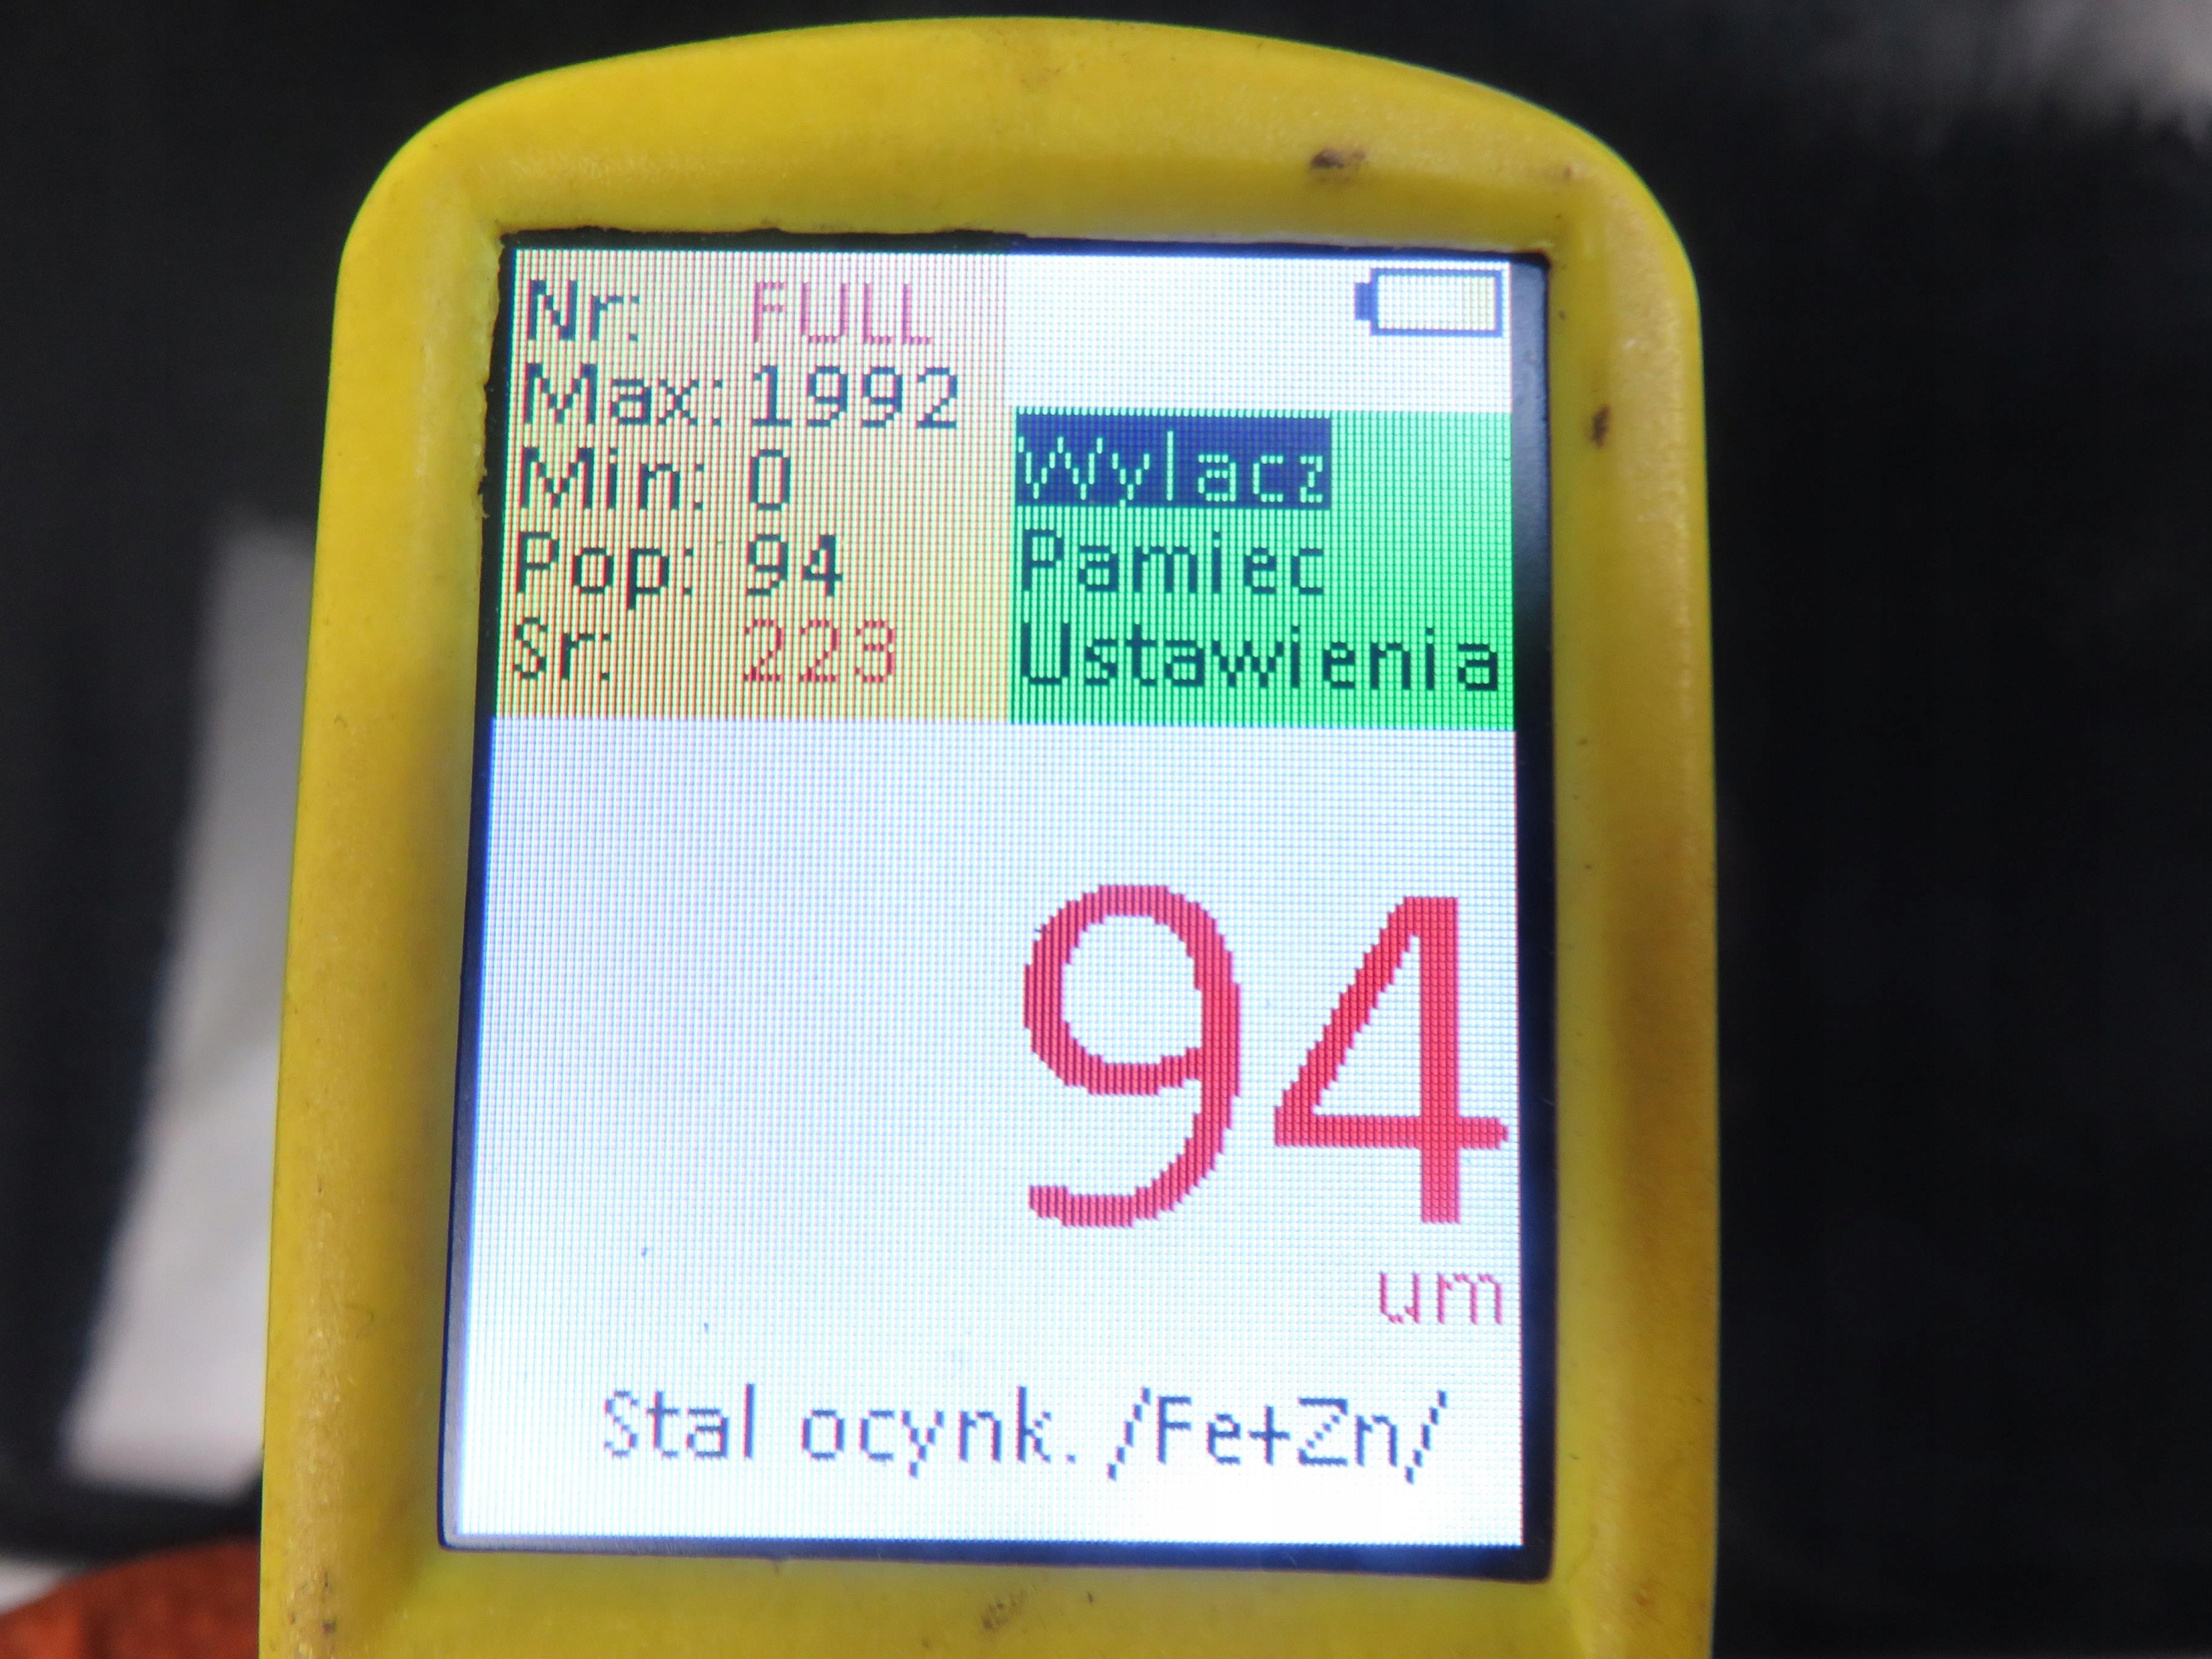 Nr: FULL
Max: 1992
Min: 0
Pop: 94
Sr: 223
Wylacz
Pamiec
Ustawienia
94
um
Stal ocynk. /Fe+Zn/